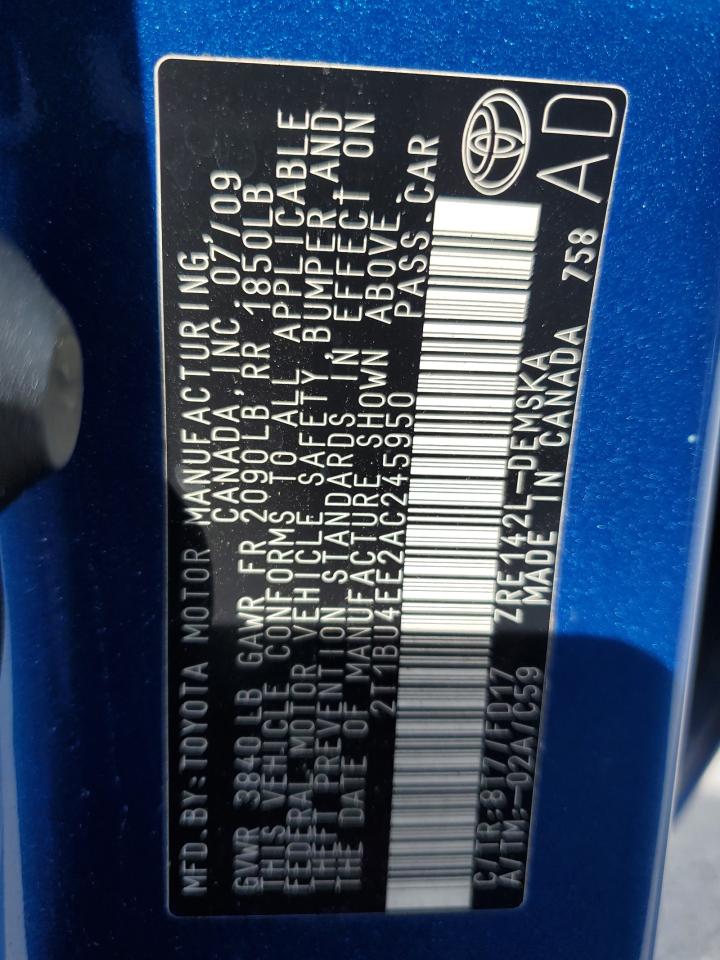 MFD.BY:TOYOTA MOTOR MANUFACTURING,
CANADA, INC. 07/09
GVWR 3840LB GAWR FR 2090LB, RR 1850LB
THIS VEHICLE CONFORMS TO ALL APPLICABLE
FEDERAL MOTOR VEHICLE SAFETY, BUMPER, AND
THEFT PREVENTION STANDARDS IN EFFECT ON
THE DATE OF MANUFACTURE SHOWN ABOVE.
2T1BU4EE2AC245950 PASS.CAR
C/TR:8T7/FD17 ZRE142L-DEMSKA
A/TM:-02A/C59 MADE IN CANADA 758
AD